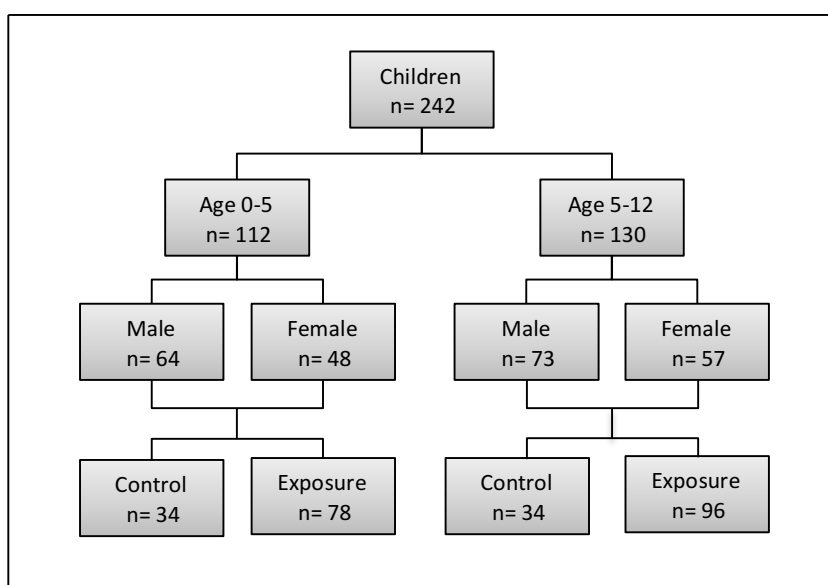 Children
n= 242
Age 0-5
n= 112
Age 5-12
n= 130
Male
n= 64
Female
n= 48
Male
n= 73
Female
n= 57
Control
n= 34
Exposure
n= 78
Control
n= 34
Exposure
n= 96